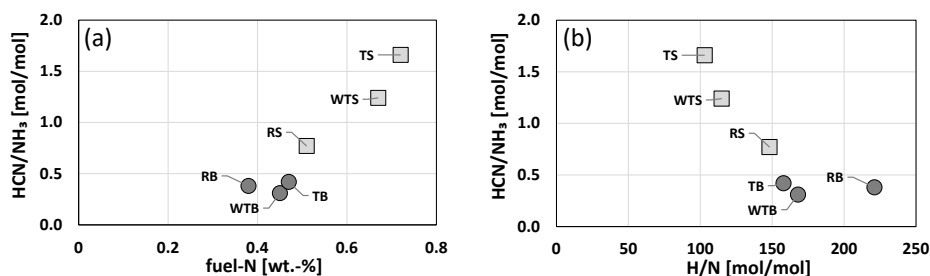 (a)
HCN/NH₃ [mol/mol]
2.0
1.5
1.0
0.5
0.0
TS
WTS
RS
RB
WTB
TB
0
0.2
0.4
0.6
0.8
fuel-N [wt.-%]
(b)
HCN/NH₃ [mol/mol]
2.0
1.5
1.0
0.5
0.0
TS
WTS
RS
TB
WTB
RB
0
50
100
150
200
250
H/N [mol/mol]